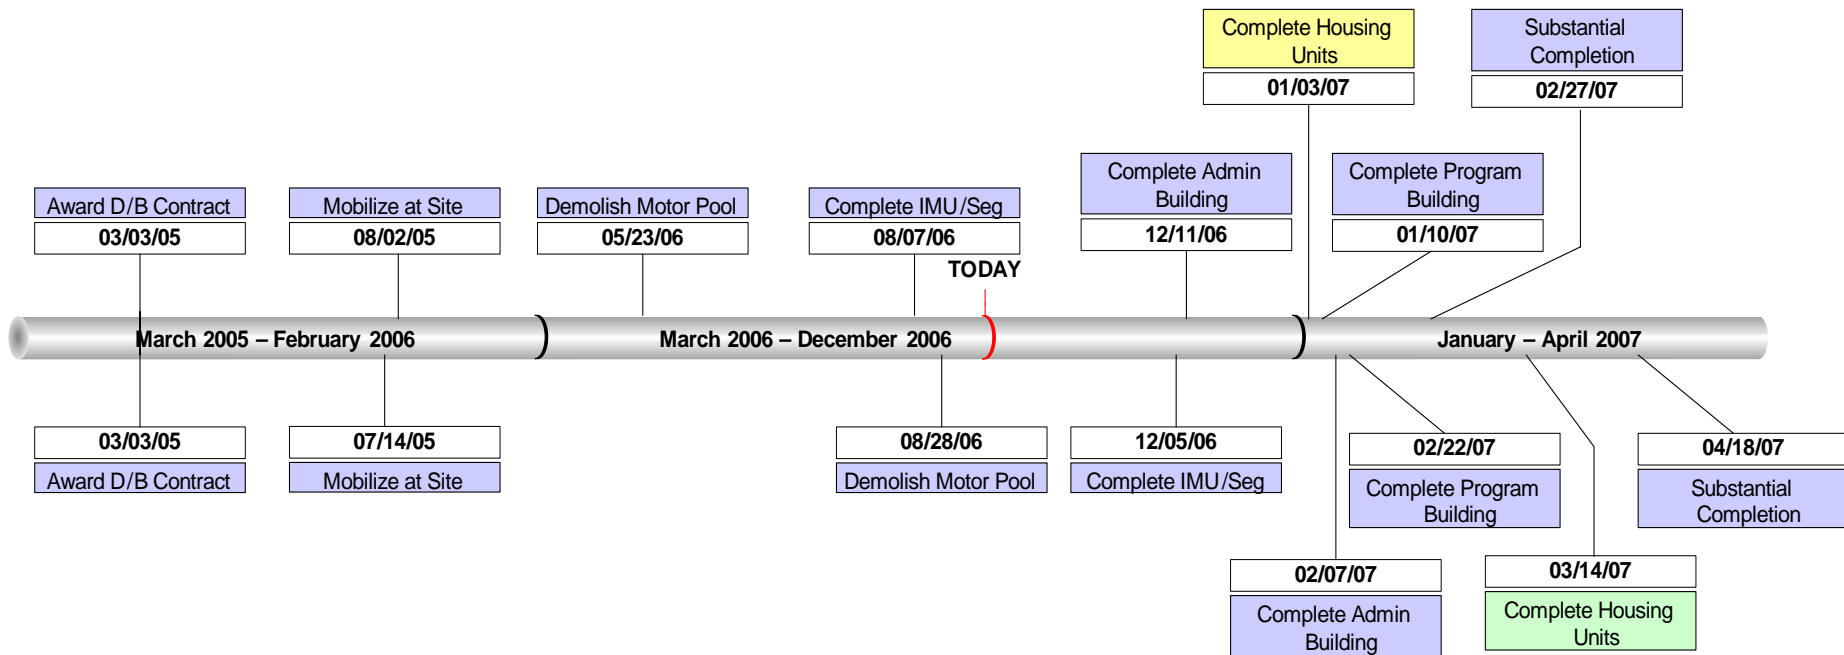 Complete Housing
Units
01/03/07
Substantial
Completion
02/27/07
Award D/B Contract
03/03/05
Mobilize at Site
08/02/05
Demolish Motor Pool
05/23/06
Complete IMU/Seg
08/07/06
TODAY
Complete Admin
Building
12/11/06
Complete Program
Building
01/10/07
March 2005 – February 2006
March 2006 – December 2006
January – April 2007
03/03/05
Award D/B Contract
07/14/05
Mobilize at Site
08/28/06
Demolish Motor Pool
12/05/06
Complete IMU/Seg
02/22/07
Complete Program
Building
04/18/07
Substantial
Completion
02/07/07
Complete Admin
Building
03/14/07
Complete Housing
Units